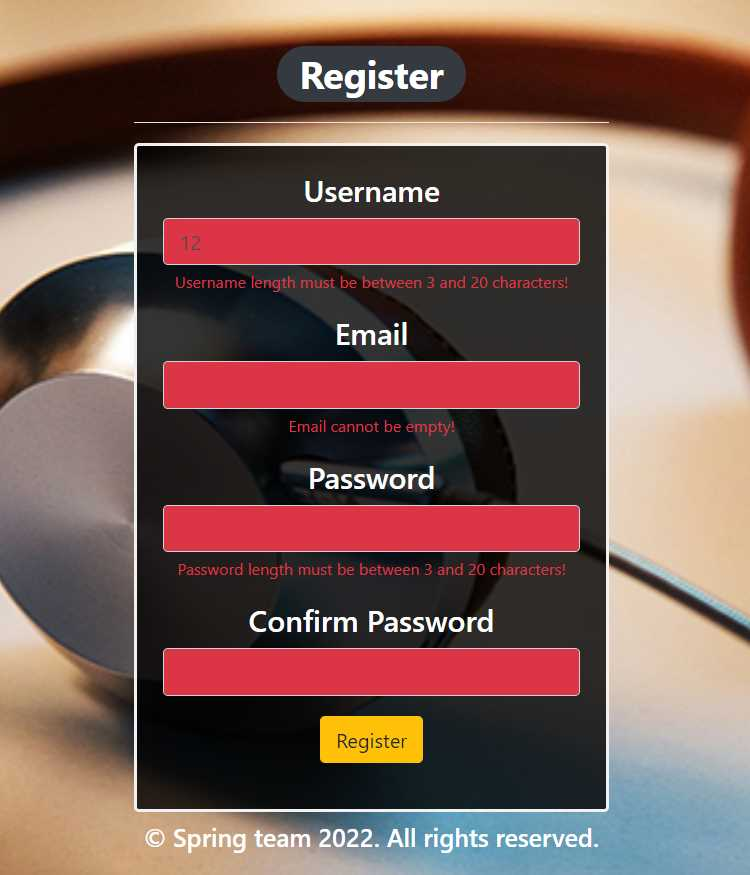 Register
Username
12
Username length must be between 3 and 20 characters!
Email
Email cannot be empty!
Password
Password length must be between 3 and 20 characters!
Confirm Password
Register
© Spring team 2022. All rights reserved.